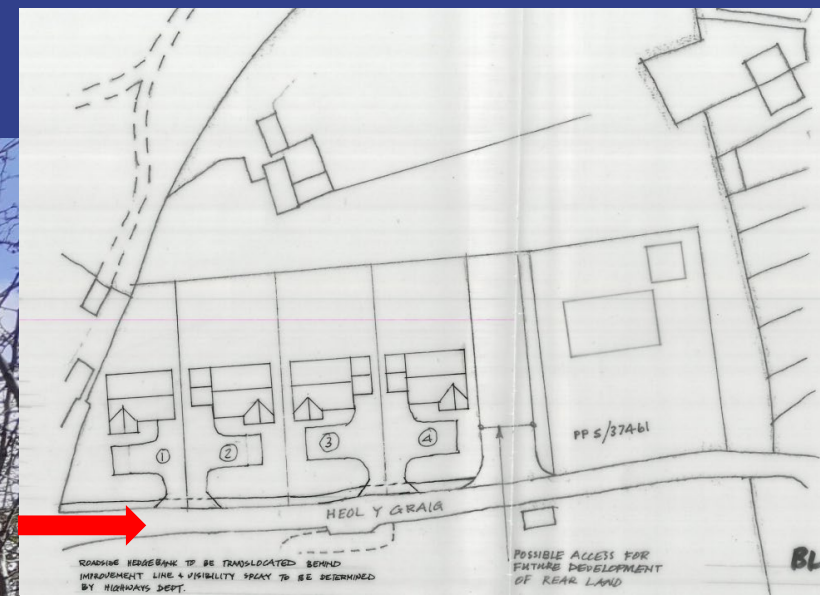 PP S/37461
①
②
③
④
HEOL Y GRAIG
ROADSIDE HEDGEBANK TO BE TRANSLOCATED BEHIND
IMPROVEMENT LINE & VISIBILITY SPLAY TO BE DETERMINED
BY HIGHWAYS DEPT.
POSSIBLE ACCESS FOR
FUTURE DEVELOPMENT
OF REAR LAND
BL